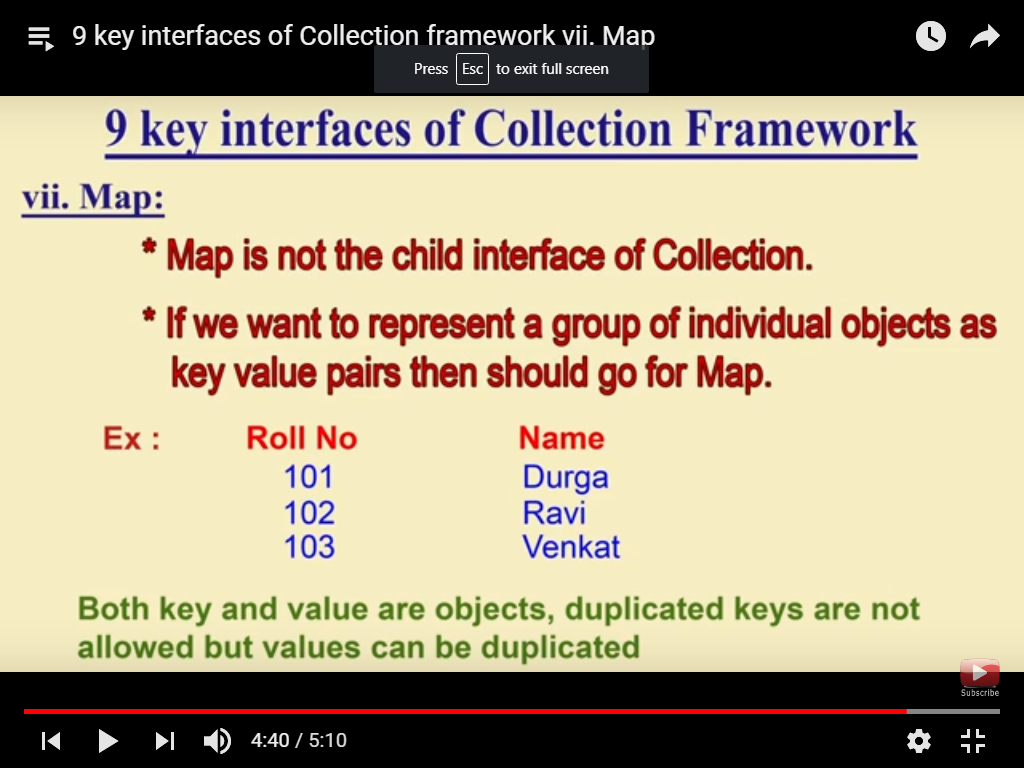 9 key interfaces of Collection framework vii. Map
Press Esc to exit full screen
9 key interfaces of Collection Framework
vii. Map:
* Map is not the child interface of Collection.
* If we want to represent a group of individual objects as
key value pairs then should go for Map.
Ex : Roll No Name
101 Durga
102 Ravi
103 Venkat
Both key and value are objects, duplicated keys are not
allowed but values can be duplicated
Subscribe
4:40 / 5:10